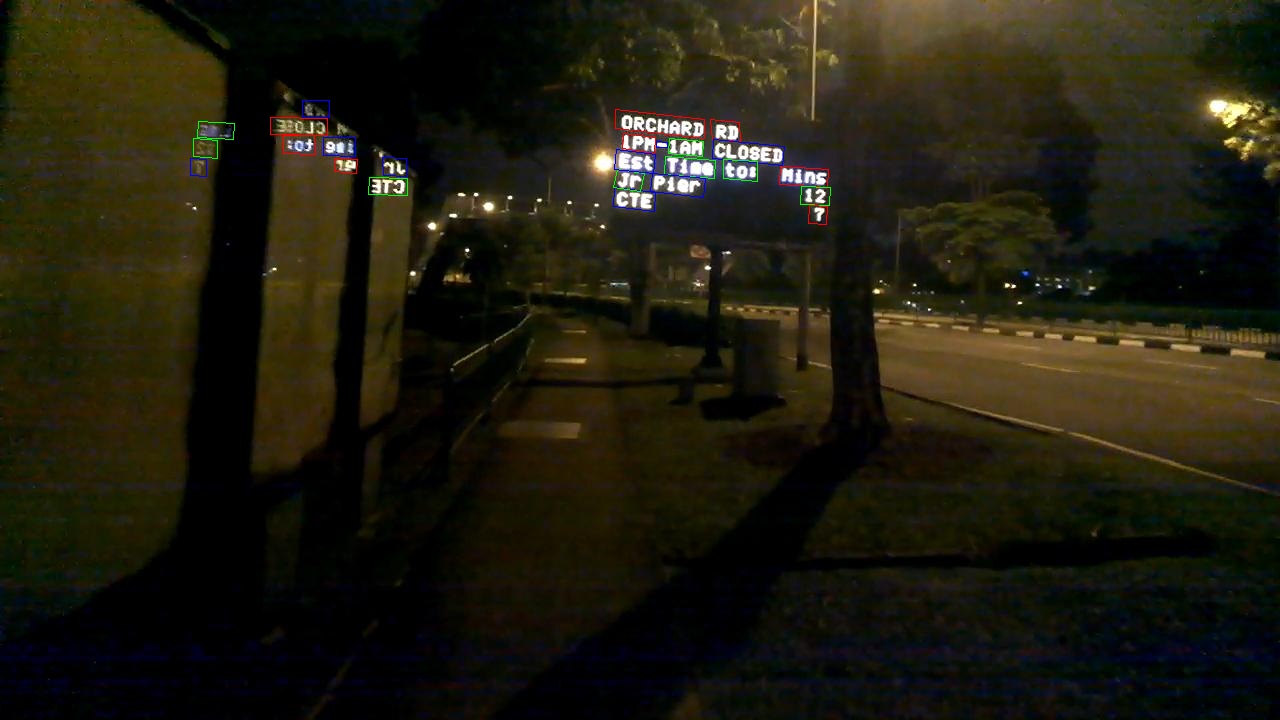 ORCHARD RD
1PM-1AM CLOSED
Est Time to: Mins
Jr Pier 12
CTE 7